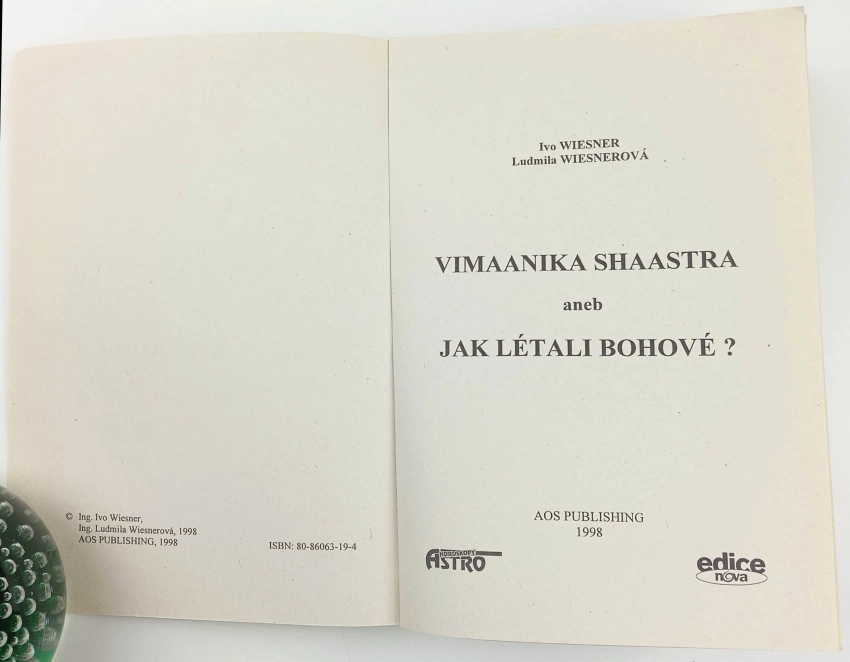 © Ing. Ivo Wiesner,
Ing. Ludmila Wiesnerová, 1998
AOS PUBLISHING, 1998
ISBN: 80-86063-19-4
Ivo WIESNER
Ludmila WIESNEROVÁ
VIMAANIKA SHAASTRA
aneb
JAK LÉTALI BOHOVÉ ?
AOS PUBLISHING
1998
HOROSKOPY
ASTRO
edice
nova